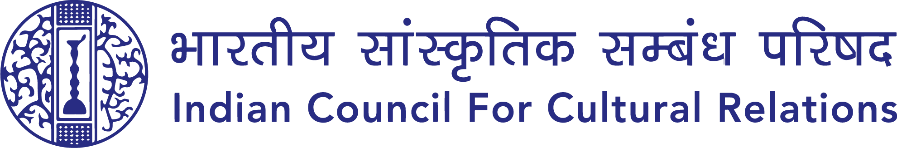 भारतीय सांस्कृतिक सम्बंध परिषद
Indian Council For Cultural Relations